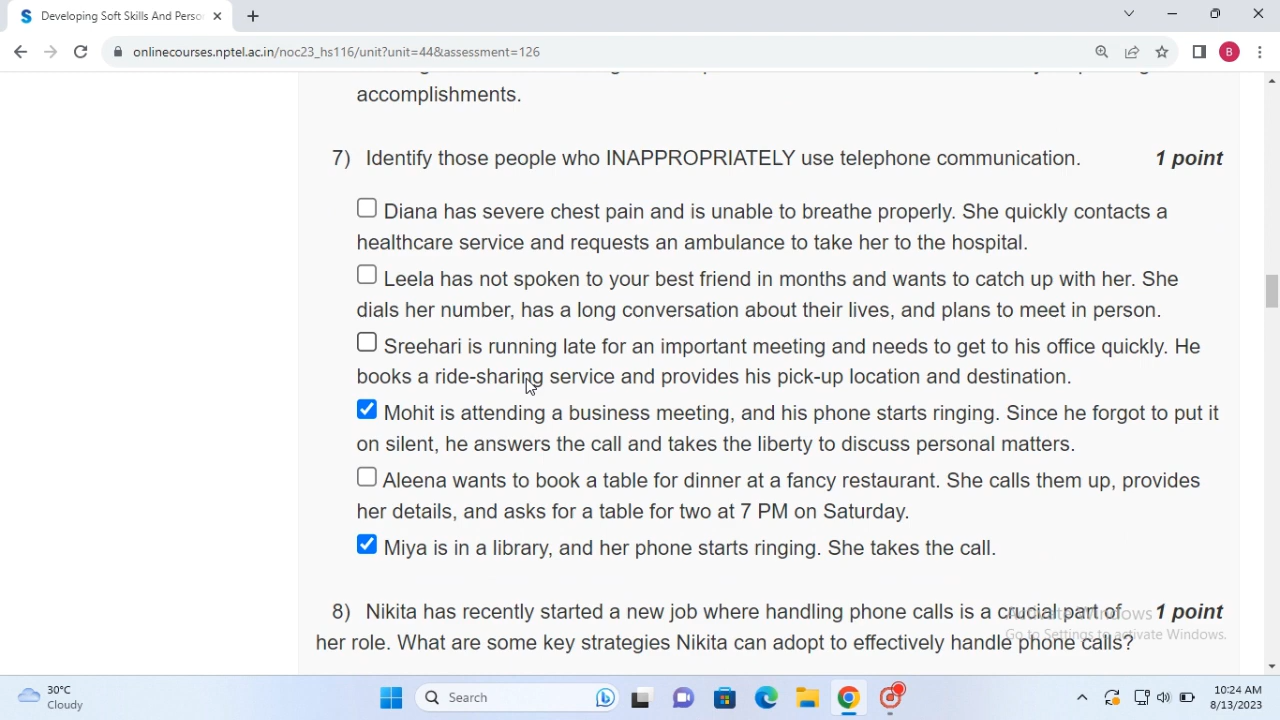 Developing Soft Skills And Perso
onlinecourses.nptel.ac.in/noc23_hs116/unit?unit=44&assessment=126
B
accomplishments.
7) Identify those people who INAPPROPRIATELY use telephone communication. 1 point
Diana has severe chest pain and is unable to breathe properly. She quickly contacts a
healthcare service and requests an ambulance to take her to the hospital.
Leela has not spoken to your best friend in months and wants to catch up with her. She
dials her number, has a long conversation about their lives, and plans to meet in person.
Sreehari is running late for an important meeting and needs to get to his office quickly. He
books a ride-sharing service and provides his pick-up location and destination.
Mohit is attending a business meeting, and his phone starts ringing. Since he forgot to put it
on silent, he answers the call and takes the liberty to discuss personal matters.
Aleena wants to book a table for dinner at a fancy restaurant. She calls them up, provides
her details, and asks for a table for two at 7 PM on Saturday.
Miya is in a library, and her phone starts ringing. She takes the call.
8) Nikita has recently started a new job where handling phone calls is a crucial part of 1 point
her role. What are some key strategies Nikita can adopt to effectively handle phone calls?
Activate Windows
Go to Settings to activate Windows.
30°C
Cloudy
Search
10:24 AM
8/13/2023